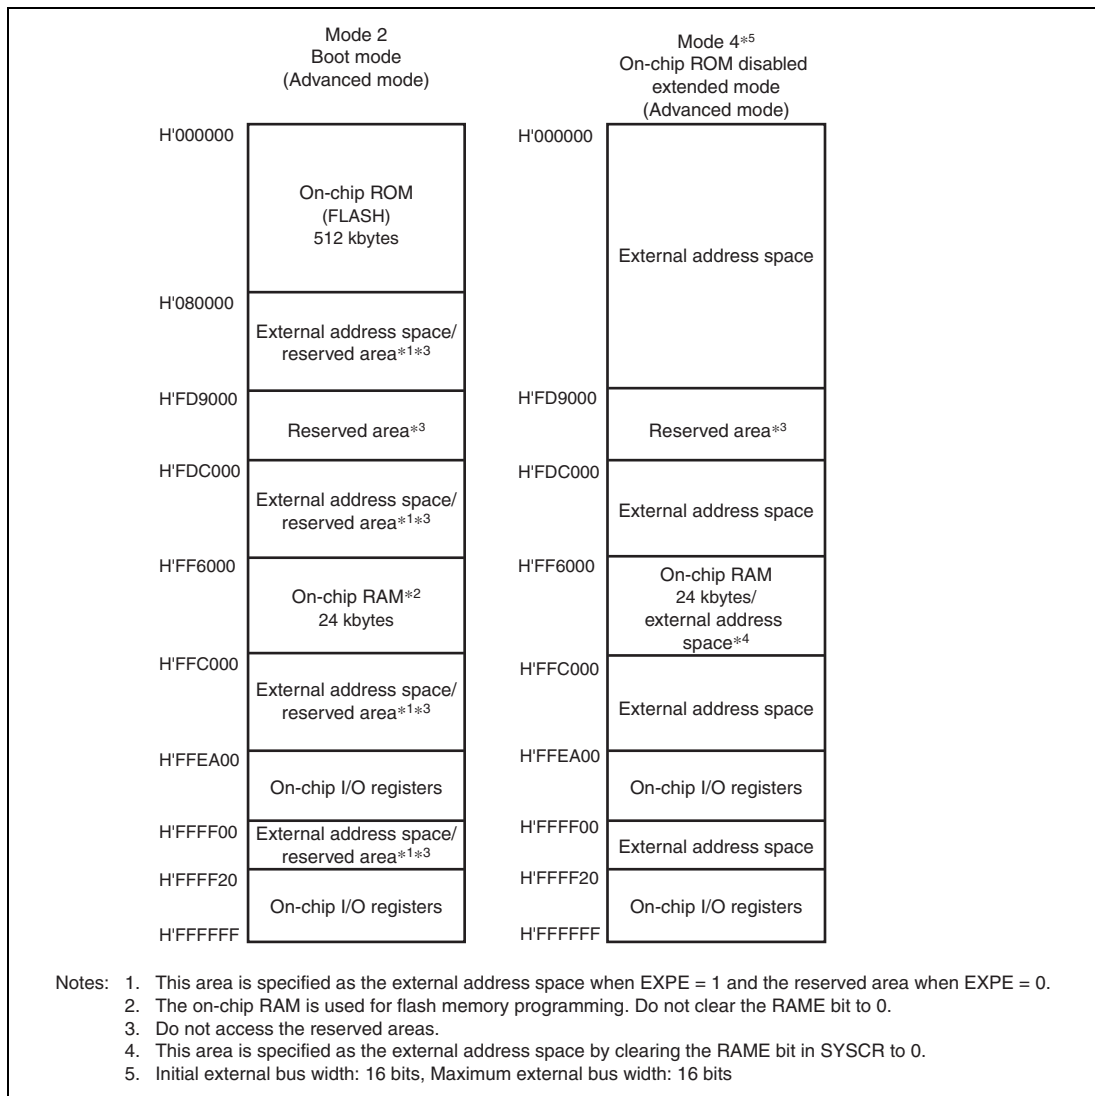 Mode 2
Boot mode
(Advanced mode)
H'000000
On-chip ROM
(FLASH)
512 kbytes
H'080000
External address space/
reserved area*1*3
H'FD9000
Reserved area*3
H'FDC000
External address space/
reserved area*1*3
H'FF6000
On-chip RAM*2
24 kbytes
H'FFC000
External address space/
reserved area*1*3
H'FFEA00
On-chip I/O registers
H'FFFF00
External address space/
reserved area*1*3
H'FFFF20
On-chip I/O registers
H'FFFFFF
Mode 4*5
On-chip ROM disabled
extended mode
(Advanced mode)
H'000000
External address space
H'FD9000
Reserved area*3
H'FDC000
External address space
H'FF6000
On-chip RAM
24 kbytes/
external address
space*4
H'FFC000
External address space
H'FFEA00
On-chip I/O registers
H'FFFF00
External address space
H'FFFF20
On-chip I/O registers
H'FFFFFF
Notes: 1. This area is specified as the external address space when EXPE = 1 and the reserved area when EXPE = 0.
2. The on-chip RAM is used for flash memory programming. Do not clear the RAME bit to 0.
3. Do not access the reserved areas.
4. This area is specified as the external address space by clearing the RAME bit in SYSCR to 0.
5. Initial external bus width: 16 bits, Maximum external bus width: 16 bits